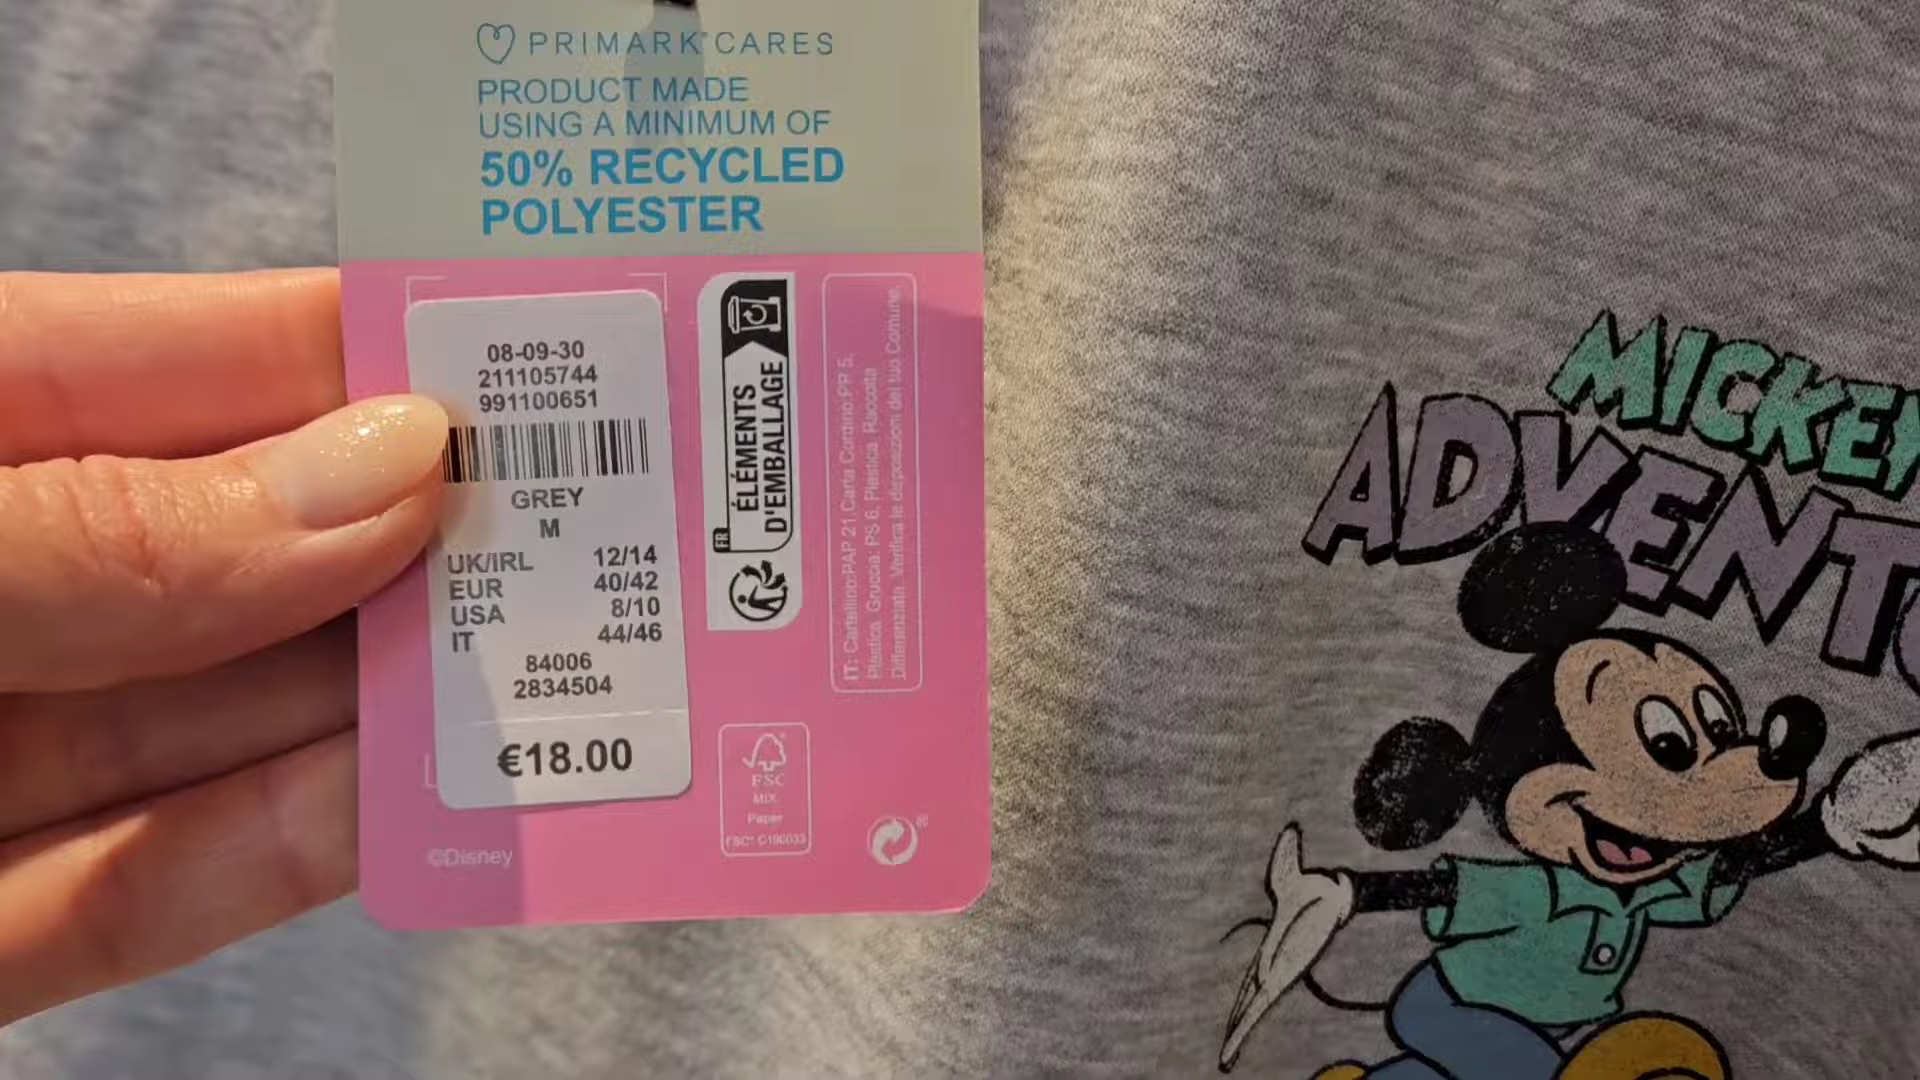 PRIMARK® CARES
PRODUCT MADE
USING A MINIMUM OF
50% RECYCLED
POLYESTER
08-09-30
211105744
991100651
GREY
M
UK/IRL 12/14
EUR 40/42
USA 8/10
IT 44/46
84006
2834504
€18.00
©Disney
FR
ÉLÉMENTS
D'EMBALLAGE
IT: Cartellino:PAP 21,Carta Cordino:PP 5,
Plastica Gruccia: PS 6, Plastica Raccolta
Differenziata. Verifica le disposizioni del tuo Comune.
FSC
MIX
Paper
MICKEY
ADVENTU